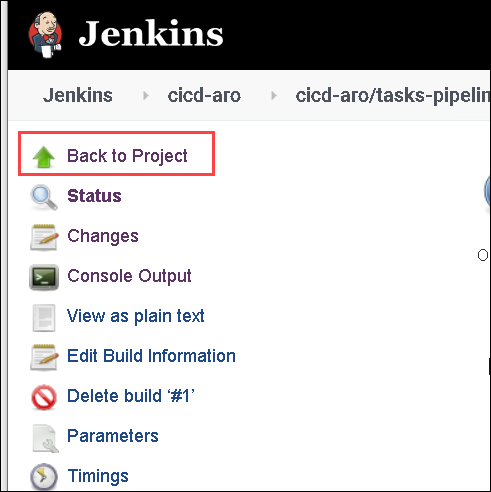 Jenkins
Jenkins cicd-aro cicd-aro/tasks-pipelin
Back to Project
Status
Changes
Console Output
View as plain text
Edit Build Information
Delete build ‘#1’
Parameters
Timings